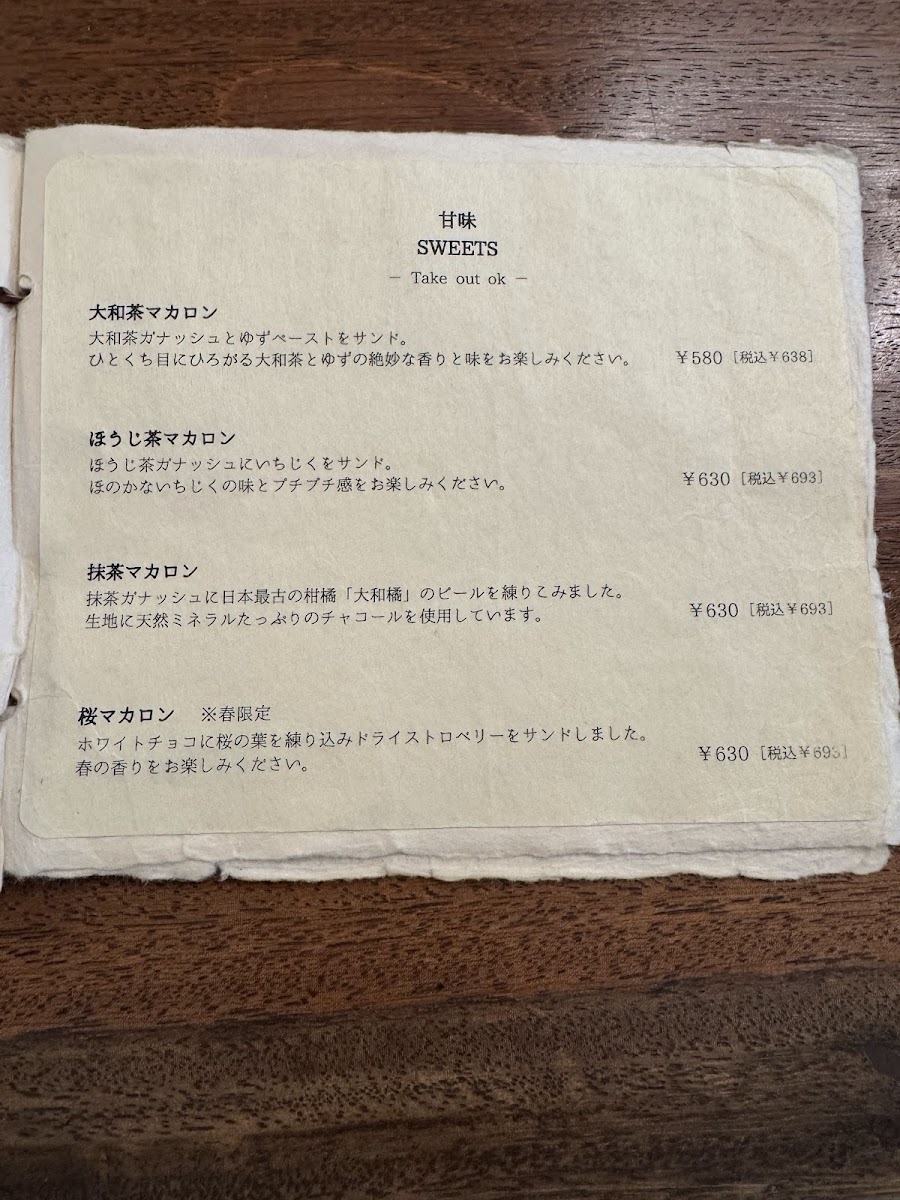 甘味
SWEETS
― Take out ok ―
大和茶マカロン
大和茶ガナッシュとゆずペーストをサンド。
ひとくち目にひろがる大和茶とゆずの絶妙な香りと味をお楽しみください。 ￥580 [税込￥638]
ほうじ茶マカロン
ほうじ茶ガナッシュにいちじくをサンド。
ほのかないちじくの味とプチプチ感をお楽しみください。 ￥630 [税込￥693]
抹茶マカロン
抹茶ガナッシュに日本最古の柑橘「大和橘」のピールを練りこみました。
生地に天然ミネラルたっぷりのチャコールを使用しています。 ￥630 [税込￥693]
桜マカロン ※春限定
ホワイトチョコに桜の葉を練り込みドライストロベリーをサンドしました。
春の香りをお楽しみください。 ￥630 [税込￥693]